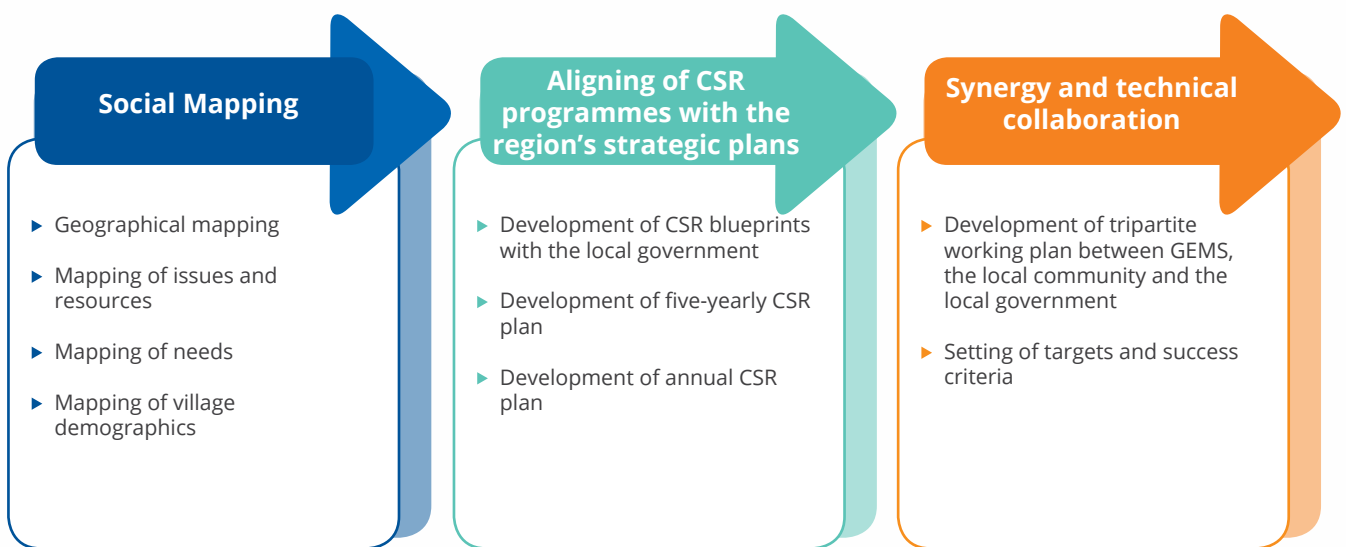 Social Mapping
Geographical mapping
Mapping of issues and
resources
Mapping of needs
Mapping of village
demographics
Aligning of CSR
programmes with the
region’s strategic plans
Development of CSR blueprints
with the local government
Development of five-yearly CSR
plan
Development of annual CSR
plan
Synergy and technical
collaboration
Development of tripartite
working plan between GEMS,
the local community and the
local government
Setting of targets and success
criteria